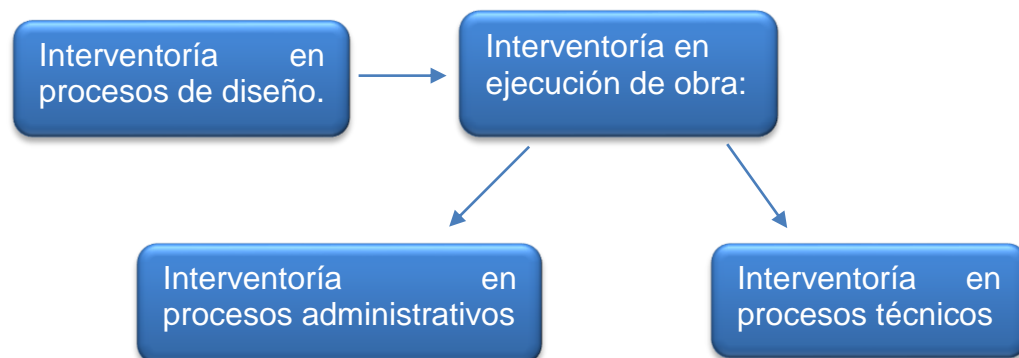 Interventoría en
procesos de diseño.
Interventoría en
ejecución de obra:
Interventoría en
procesos administrativos
Interventoría en
procesos técnicos